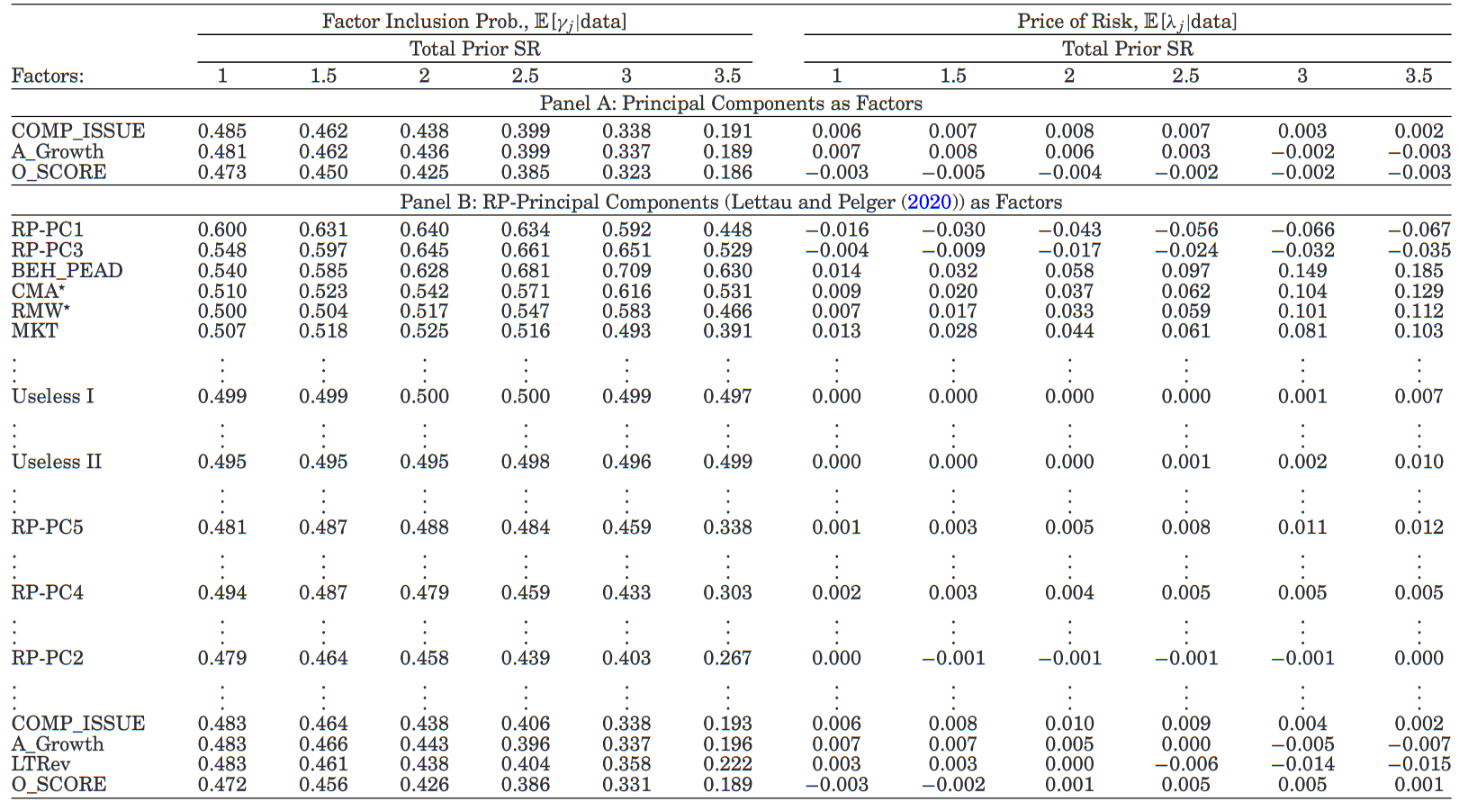 Factor Inclusion Prob., 𝔼[γj|data] Price of Risk, 𝔼[λj|data]
Total Prior SR Total Prior SR
Factors: 1 1.5 2 2.5 3 3.5 1 1.5 2 2.5 3 3.5
Panel A: Principal Components as Factors
COMP_ISSUE 0.485 0.462 0.438 0.399 0.338 0.191 0.006 0.007 0.008 0.007 0.003 0.002
A_Growth 0.481 0.462 0.436 0.399 0.337 0.189 0.007 0.008 0.006 0.003 −0.002 −0.003
O_SCORE 0.473 0.450 0.425 0.385 0.323 0.186 −0.003 −0.005 −0.004 −0.002 −0.002 −0.003
Panel B: RP-Principal Components (Lettau and Pelger (2020)) as Factors
RP-PC1 0.600 0.631 0.640 0.634 0.592 0.448 −0.016 −0.030 −0.043 −0.056 −0.066 −0.067
RP-PC3 0.548 0.597 0.645 0.661 0.651 0.529 −0.004 −0.009 −0.017 −0.024 −0.032 −0.035
BEH_PEAD 0.540 0.585 0.628 0.681 0.709 0.630 0.014 0.032 0.058 0.097 0.149 0.185
CMA⋆ 0.510 0.523 0.542 0.571 0.616 0.531 0.009 0.020 0.037 0.062 0.104 0.129
RMW⋆ 0.500 0.504 0.517 0.547 0.583 0.466 0.007 0.017 0.033 0.059 0.101 0.112
MKT 0.507 0.518 0.525 0.516 0.493 0.391 0.013 0.028 0.044 0.061 0.081 0.103
⋮ ⋮ ⋮ ⋮ ⋮ ⋮ ⋮ ⋮ ⋮ ⋮ ⋮ ⋮ ⋮
Useless I 0.499 0.499 0.500 0.500 0.499 0.497 0.000 0.000 0.000 0.000 0.001 0.007
⋮ ⋮ ⋮ ⋮ ⋮ ⋮ ⋮ ⋮ ⋮ ⋮ ⋮ ⋮ ⋮
Useless II 0.495 0.495 0.495 0.498 0.496 0.499 0.000 0.000 0.000 0.001 0.002 0.010
⋮ ⋮ ⋮ ⋮ ⋮ ⋮ ⋮ ⋮ ⋮ ⋮ ⋮ ⋮ ⋮
RP-PC5 0.481 0.487 0.488 0.484 0.459 0.338 0.001 0.003 0.005 0.008 0.011 0.012
⋮ ⋮ ⋮ ⋮ ⋮ ⋮ ⋮ ⋮ ⋮ ⋮ ⋮ ⋮ ⋮
RP-PC4 0.494 0.487 0.479 0.459 0.433 0.303 0.002 0.003 0.004 0.005 0.005 0.005
⋮ ⋮ ⋮ ⋮ ⋮ ⋮ ⋮ ⋮ ⋮ ⋮ ⋮ ⋮ ⋮
RP-PC2 0.479 0.464 0.458 0.439 0.403 0.267 0.000 −0.001 −0.001 −0.001 −0.001 0.000
⋮ ⋮ ⋮ ⋮ ⋮ ⋮ ⋮ ⋮ ⋮ ⋮ ⋮ ⋮ ⋮
COMP_ISSUE 0.483 0.464 0.438 0.406 0.338 0.193 0.006 0.008 0.010 0.009 0.004 0.002
A_Growth 0.483 0.466 0.443 0.396 0.337 0.196 0.007 0.007 0.005 0.000 −0.005 −0.007
LTRev 0.483 0.461 0.438 0.404 0.358 0.222 0.003 0.003 0.000 −0.006 −0.014 −0.015
O_SCORE 0.472 0.456 0.426 0.386 0.331 0.189 −0.003 −0.002 0.001 0.005 0.005 0.001